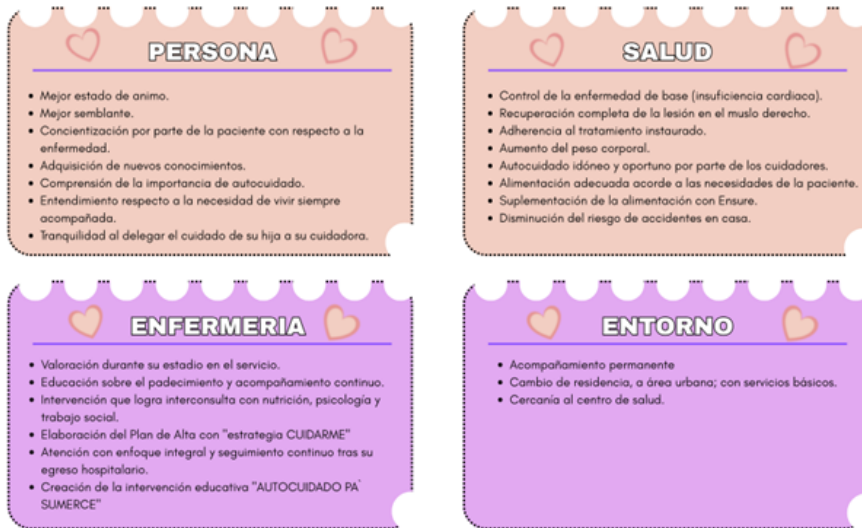 PERSONA
• Mejor estado de animo.
• Mejor semblante.
• Concientización por parte de la paciente con respecto a la
enfermedad.
• Adquisición de nuevos conocimientos.
• Comprensión de la importancia de autocuidado.
• Entendimiento respecto a la necesidad de vivir siempre
acompañada.
• Tranquilidad al delegar el cuidado de su hija a su cuidadora.
SALUD
• Control de la enfermedad de base (insuficiencia cardiaca).
• Recuperación completa de la lesión en el muslo derecho.
• Adherencia al tratamiento instaurado.
• Aumento del peso corporal.
• Autocuidado idóneo y oportuno por parte de los cuidadores.
• Alimentación adecuada acorde a las necesidades de la paciente.
• Suplementación de la alimentación con Ensure.
• Disminución del riesgo de accidentes en casa.
ENFERMERIA
• Valoración durante su estadio en el servicio.
• Educación sobre el padecimiento y acompañamiento continuo.
• Intervención que logra interconsulta con nutrición, psicología y
trabajo social.
• Elaboración del Plan de Alta con "estrategia CUIDARME"
• Atención con enfoque integral y seguimiento continuo tras su
egreso hospitalario.
• Creación de la intervención educativa "AUTOCUIDADO PA`
SUMERCE"
ENTORNO
• Acompañamiento permanente
• Cambio de residencia, a área urbana; con servicios básicos.
• Cercanía al centro de salud.